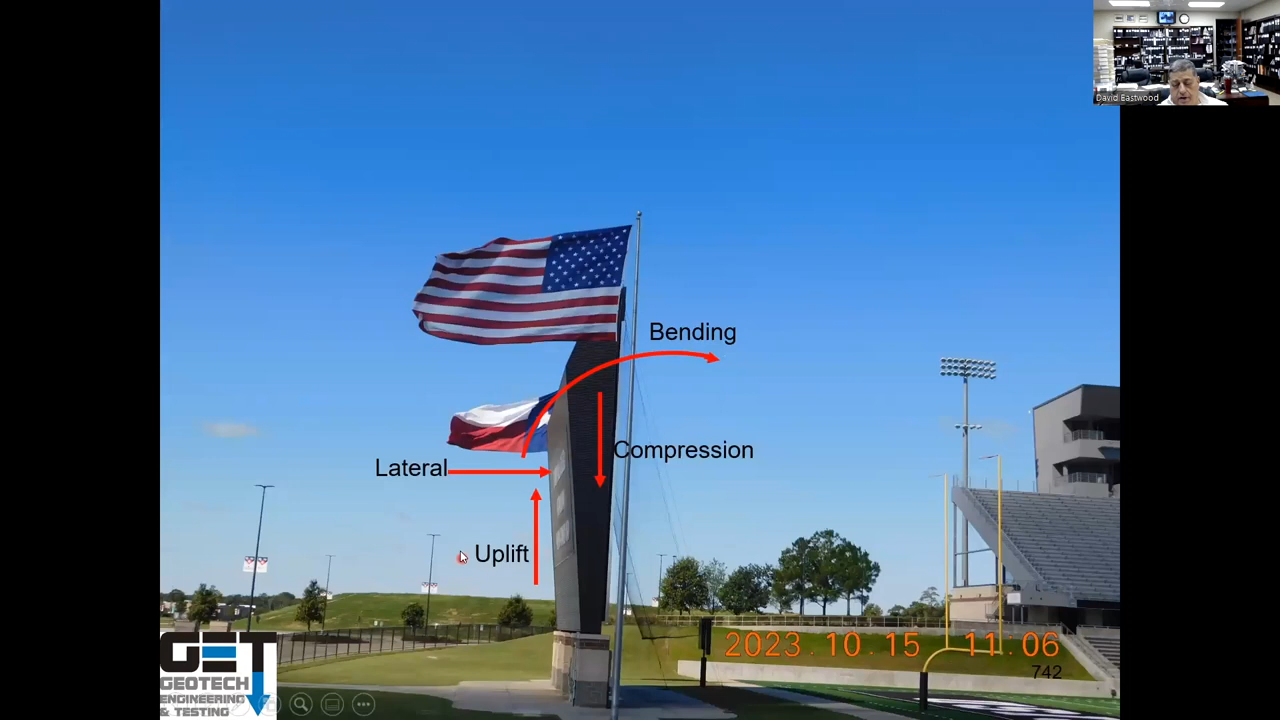 David Eastwood
Bending
Compression
Lateral
Uplift
2023.10.15 11:06
742
GET
GEOTECH
ENGINEERING
& TESTING